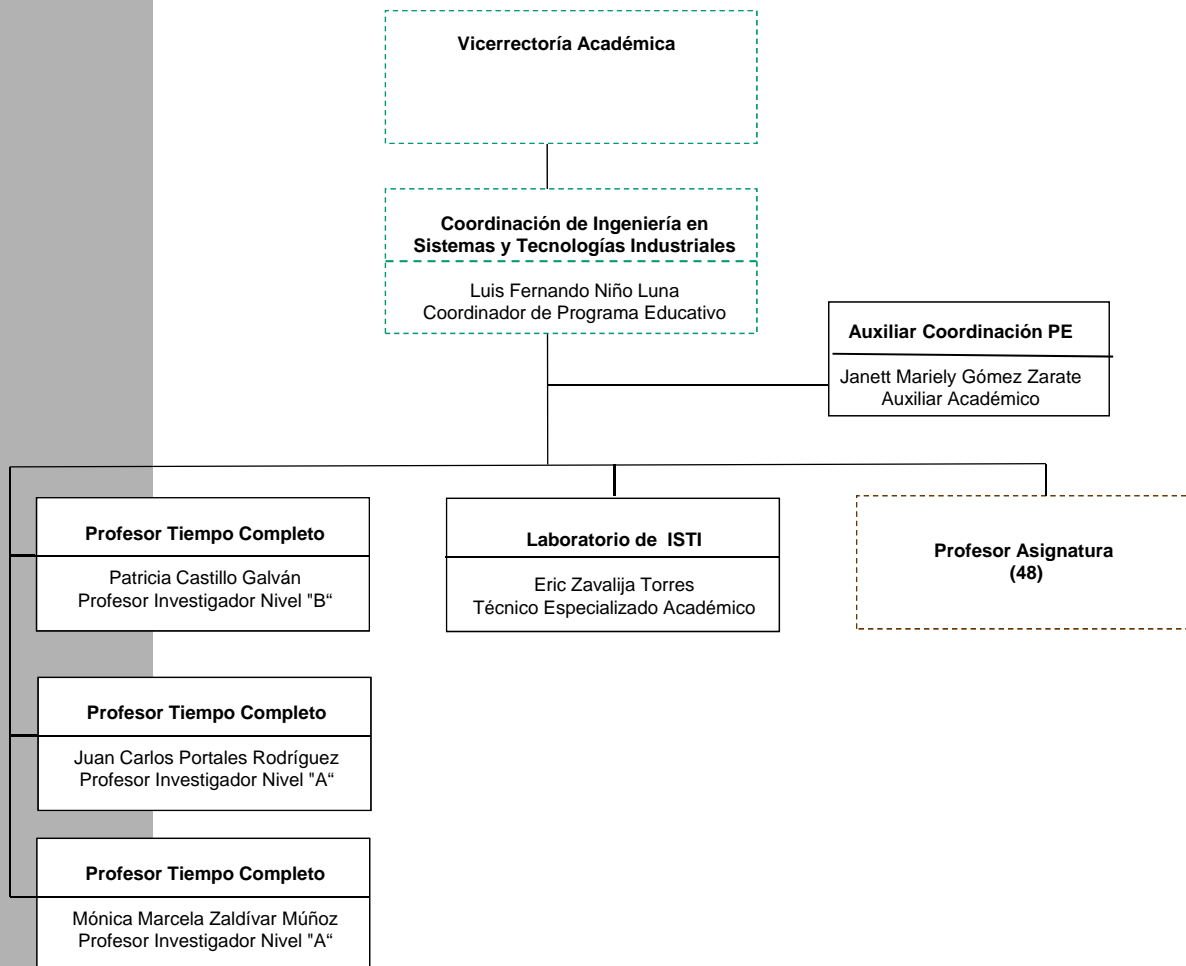 Vicerrectoría Académica
Coordinación de Ingeniería en
Sistemas y Tecnologías Industriales
Luis Fernando Niño Luna
Coordinador de Programa Educativo
Auxiliar Coordinación PE
Janett Mariely Gómez Zarate
Auxiliar Académico
Profesor Tiempo Completo
Patricia Castillo Galván
Profesor Investigador Nivel "B“
Laboratorio de  ISTI
Eric Zavalija Torres
Técnico Especializado Académico
Profesor Asignatura
(48)
Profesor Tiempo Completo
Juan Carlos Portales Rodríguez
Profesor Investigador Nivel "A“
Profesor Tiempo Completo
Mónica Marcela Zaldívar Múñoz
Profesor Investigador Nivel "A“